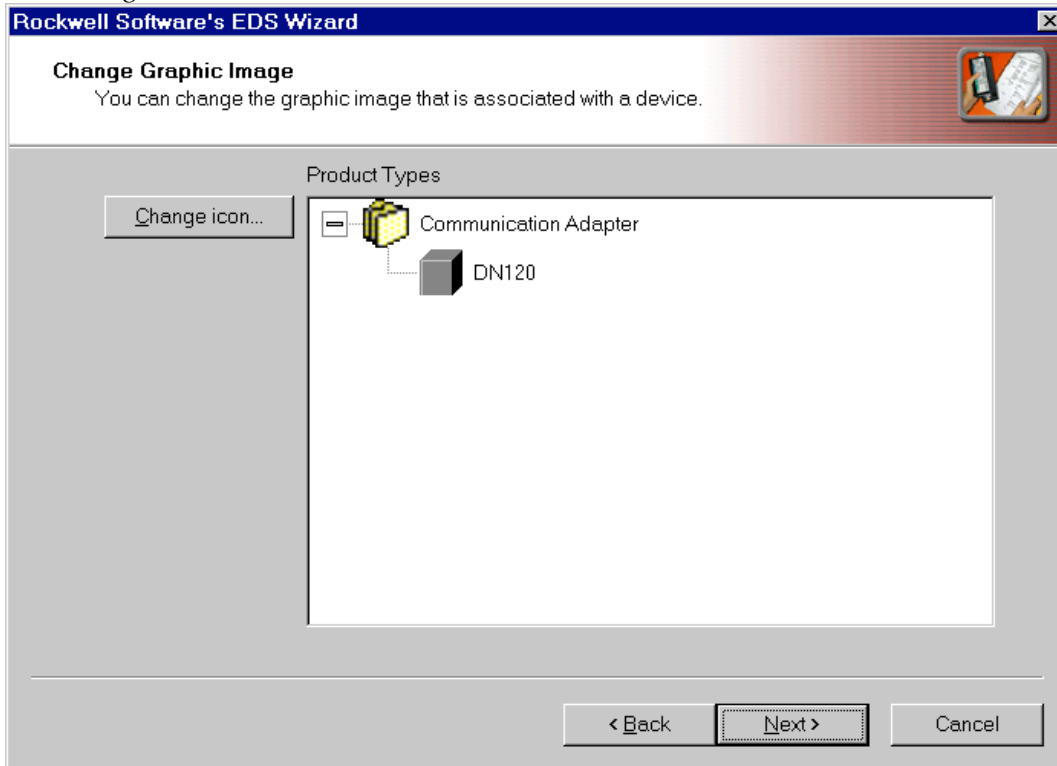 Rockwell Software's EDS Wizard
Change Graphic Image
You can change the graphic image that is associated with a device.
Product Types
Change icon...
Communication Adapter
DN120
< Back
Next >
Cancel